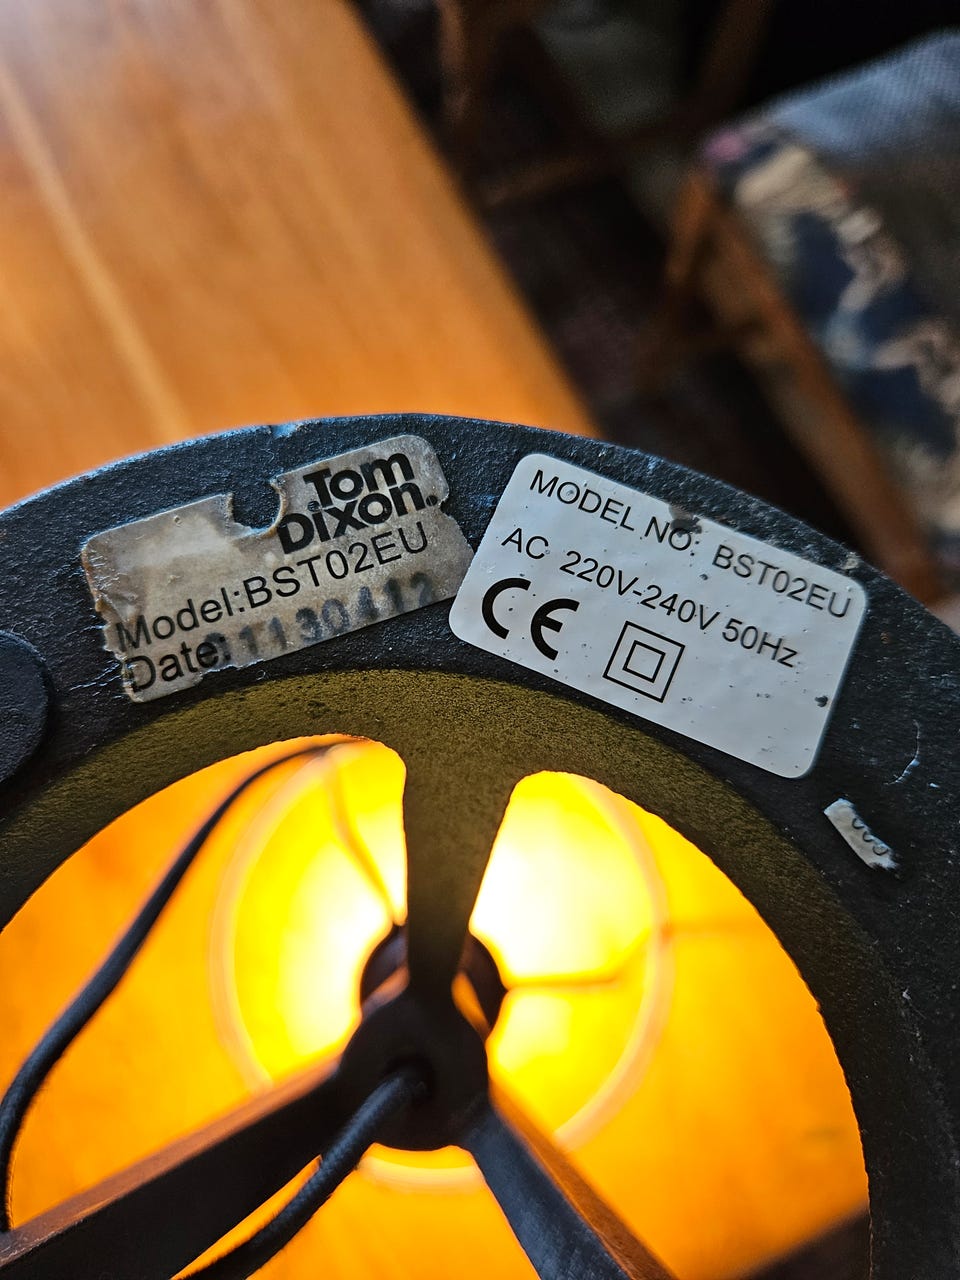 Tom
Dixon.
Model:BST02EU
Date:
MODEL NO: BST02EU
AC 220V-240V 50Hz
CE